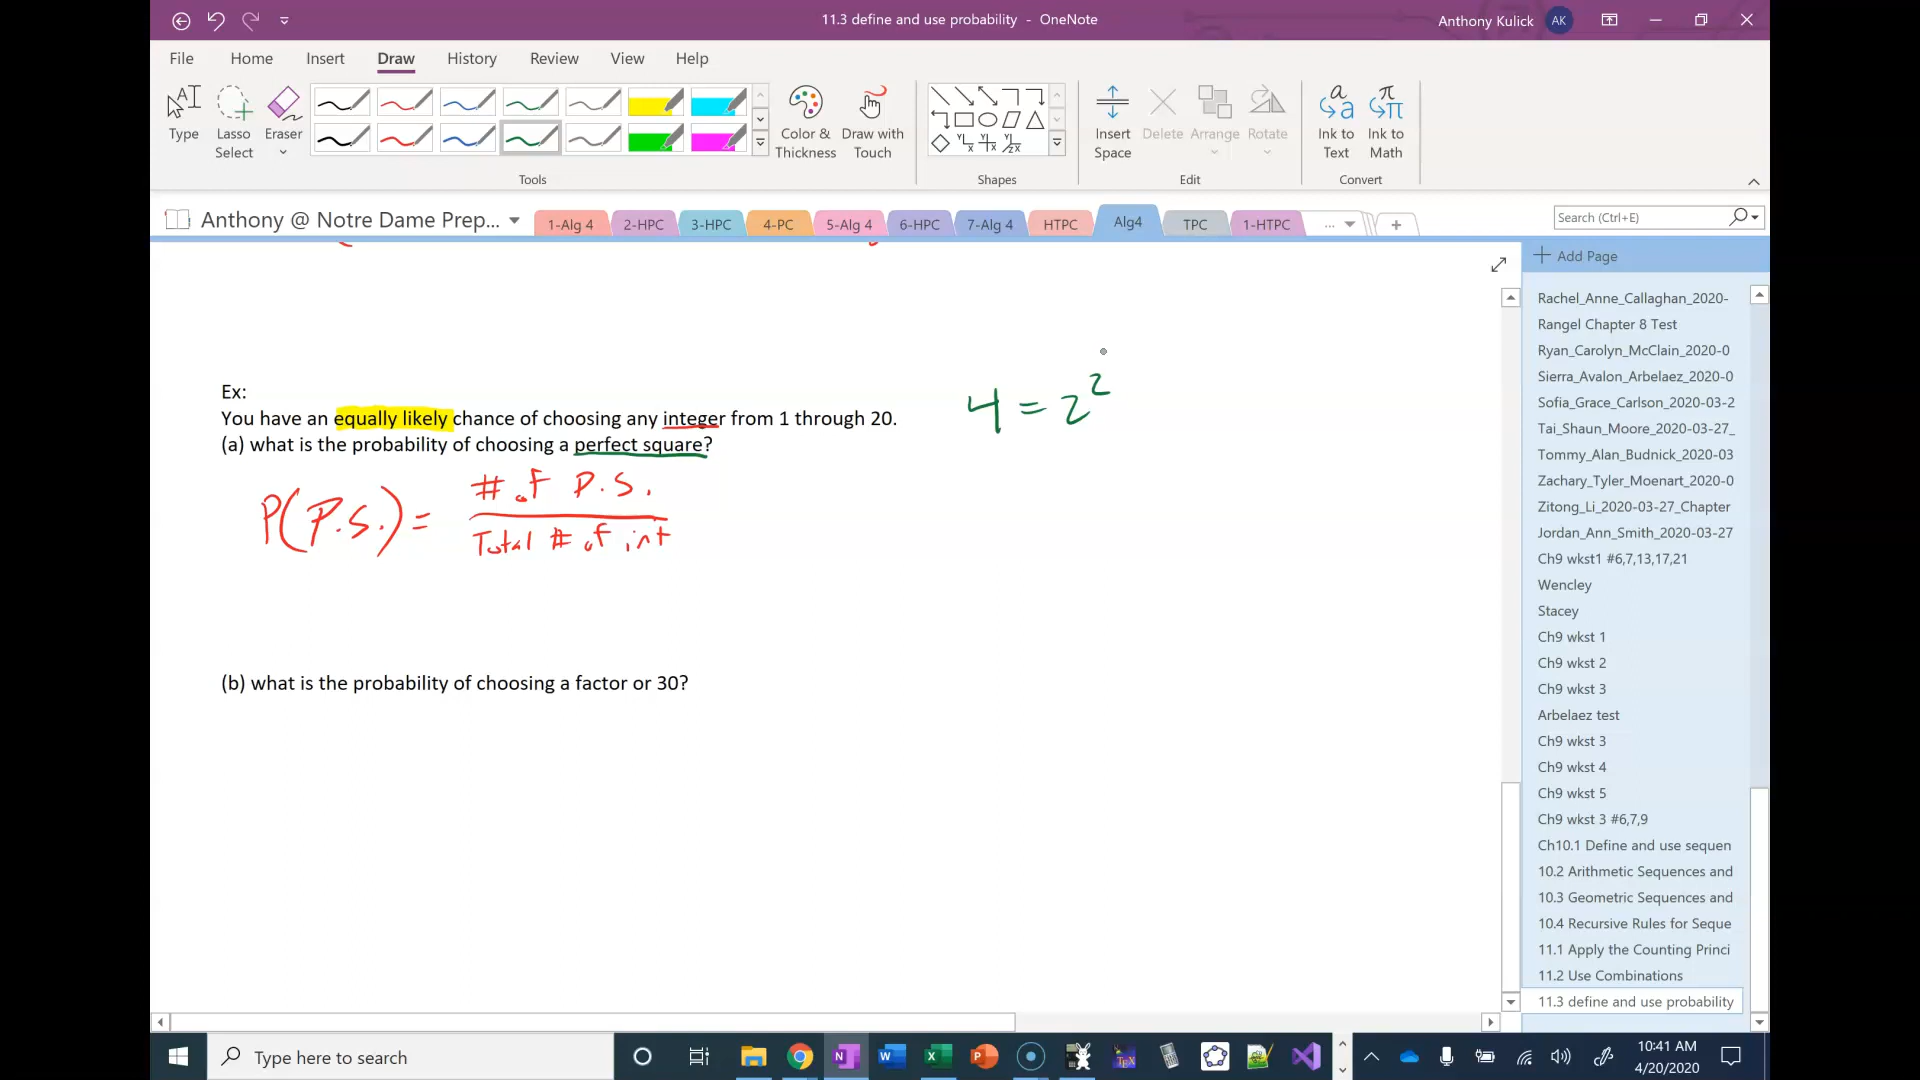 11.3 define and use probability - OneNote
Anthony Kulick AK
File Home Insert Draw History Review View Help
Type
Lasso Select
Eraser
Color & Thickness
Draw with Touch
Insert Space
Delete
Arrange
Rotate
Ink to Text
Ink to Math
Tools
Shapes
Edit
Convert
Anthony @ Notre Dame Prep...
1-Alg 4 2-HPC 3-HPC 4-PC 5-Alg 4 6-HPC 7-Alg 4 HTPC Alg4 TPC 1-HTPC ...
Search (Ctrl+E)
Add Page
Ex:
You have an equally likely chance of choosing any integer from 1 through 20.
(a) what is the probability of choosing a perfect square?
4 = 2²
P(P.S.) = # of P.S. / Total # of int
(b) what is the probability of choosing a factor or 30?
Rachel_Anne_Callaghan_2020-
Rangel Chapter 8 Test
Ryan_Carolyn_McClain_2020-0
Sierra_Avalon_Arbelaez_2020-0
Sofia_Grace_Carlson_2020-03-2
Tai_Shaun_Moore_2020-03-27_
Tommy_Alan_Budnick_2020-03
Zachary_Tyler_Moenart_2020-0
Zitong_Li_2020-03-27_Chapter
Jordan_Ann_Smith_2020-03-27
Ch9 wkst1 #6,7,13,17,21
Wencley
Stacey
Ch9 wkst 1
Ch9 wkst 2
Ch9 wkst 3
Arbelaez test
Ch9 wkst 3
Ch9 wkst 4
Ch9 wkst 5
Ch9 wkst 3 #6,7,9
Ch10.1 Define and use sequen
10.2 Arithmetic Sequences and
10.3 Geometric Sequences and
10.4 Recursive Rules for Seque
11.1 Apply the Counting Princi
11.2 Use Combinations
11.3 define and use probability
Type here to search
10:41 AM
4/20/2020